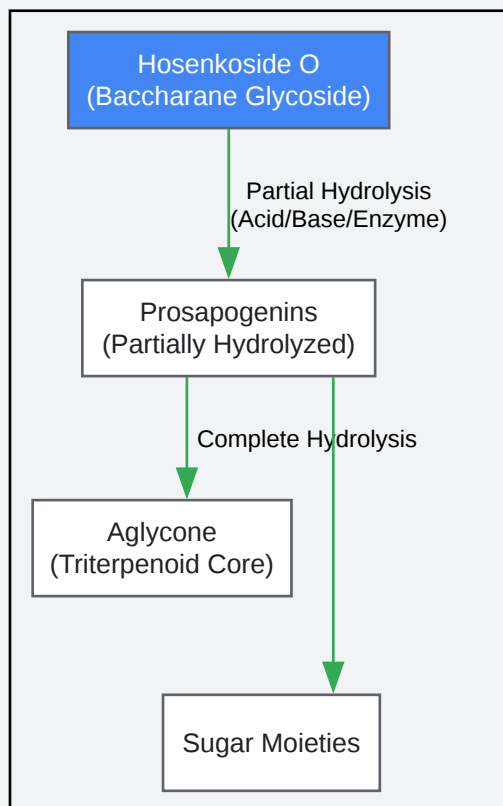 Hosenkoside O
(Baccharane Glycoside)
Partial Hydrolysis
(Acid/Base/Enzyme)
Prosapogenins
(Partially Hydrolyzed)
Complete Hydrolysis
Aglycone
(Triterpenoid Core)
Sugar Moieties